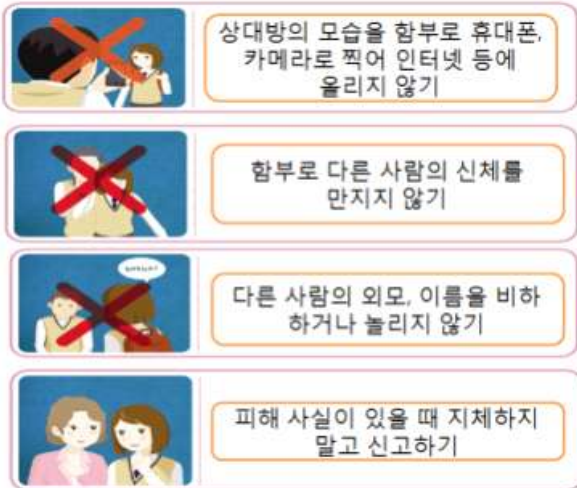 상대방의 모습을 함부로 휴대폰,
카메라로 찍어 인터넷 등에
올리지 않기
함부로 다른 사람의 신체를
만지지 않기
다른 사람의 외모, 이름을 비하
하거나 놀리지 않기
피해 사실이 있을 때 지체하지
말고 신고하기